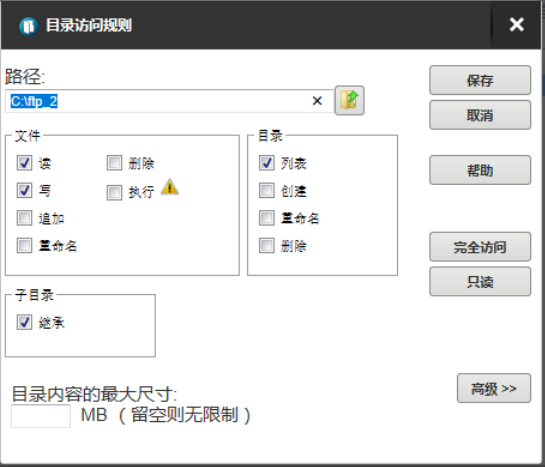 目录访问规则
路径:
C:\ftp_2
保存
取消
帮助
完全访问
只读
高级 >>
文件
读
删除
写
执行
追加
重命名
目录
列表
创建
重命名
删除
子目录
继承
目录内容的最大尺寸:
MB （留空则无限制）